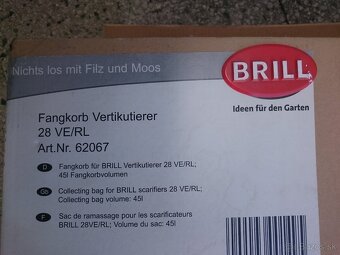 Nichts los mit Filz und Moos
BRILL
Ideen für den Garten
Fangkorb Vertikutierer
28 VE/RL
Art.Nr. 62067
D
Fangkorb für BRILL Vertikutierer 28 VE/RL;
45l Fangkorbvolumen
Gb
Collecting bag for BRILL scarifiers 28 VE/RL;
Collecting bag volume: 45l
F
Sac de ramassage pour les scarificateurs
BRILL 28VE/RL; Volume du sac: 45l